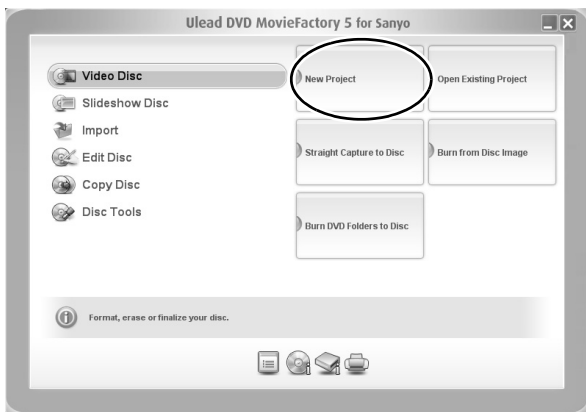 Ulead DVD MovieFactory 5 for Sanyo
Video Disc
Slideshow Disc
Import
Edit Disc
Copy Disc
Disc Tools
New Project
Open Existing Project
Straight Capture to Disc
Burn from Disc Image
Burn DVD Folders to Disc
Format, erase or finalize your disc.